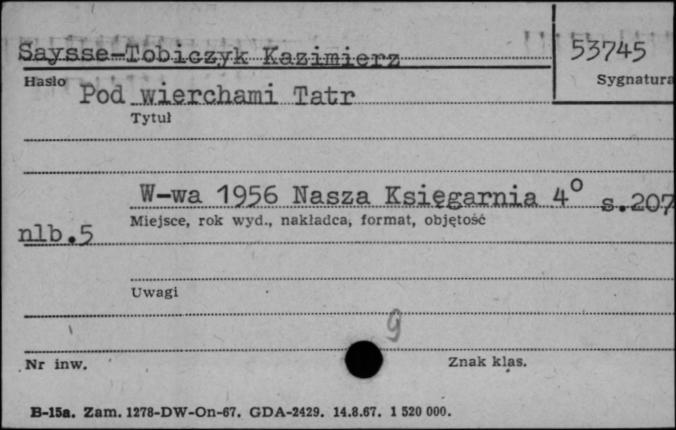 Saysse-Tobiczyk Kazimierz
53745
Hasło
Sygnatura
Pod wierchami Tatr
Tytuł
W-wa 1956 Nasza Księgarnia 4° s.207
Miejsce, rok wyd., nakładca, format, objętość
nlb.5
Uwagi
g
Nr inw.
Znak klas.
B-15a. Zam. 1278-DW-On-67. GDA-2429. 14.8.67. 1 520 000.